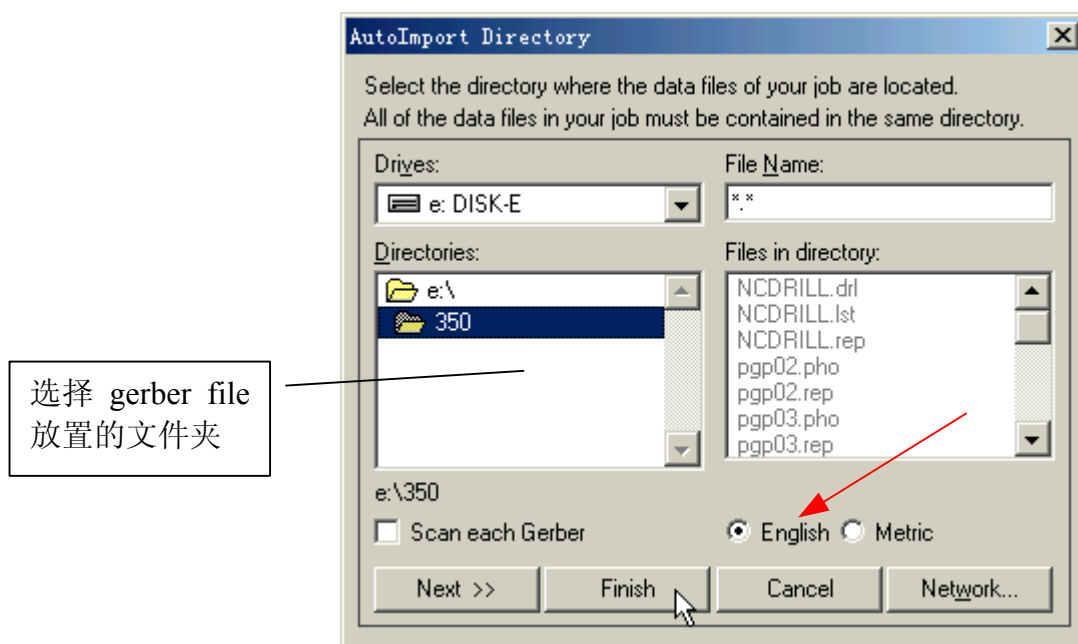 AutoImport Directory
Select the directory where the data files of your job are located.
All of the data files in your job must be contained in the same directory.
Drives:
e: DISK-E
File Name:
*.*
Directories:
e:\
350
Files in directory:
NCDRILL.drl
NCDRILL.lst
NCDRILL.rep
pgp02.pho
pgp02.rep
pgp03.pho
pgp03.rep
选择 gerber file
放置的文件夹
e:\350
Scan each Gerber
English
Metric
Next >>
Finish
Cancel
Network...